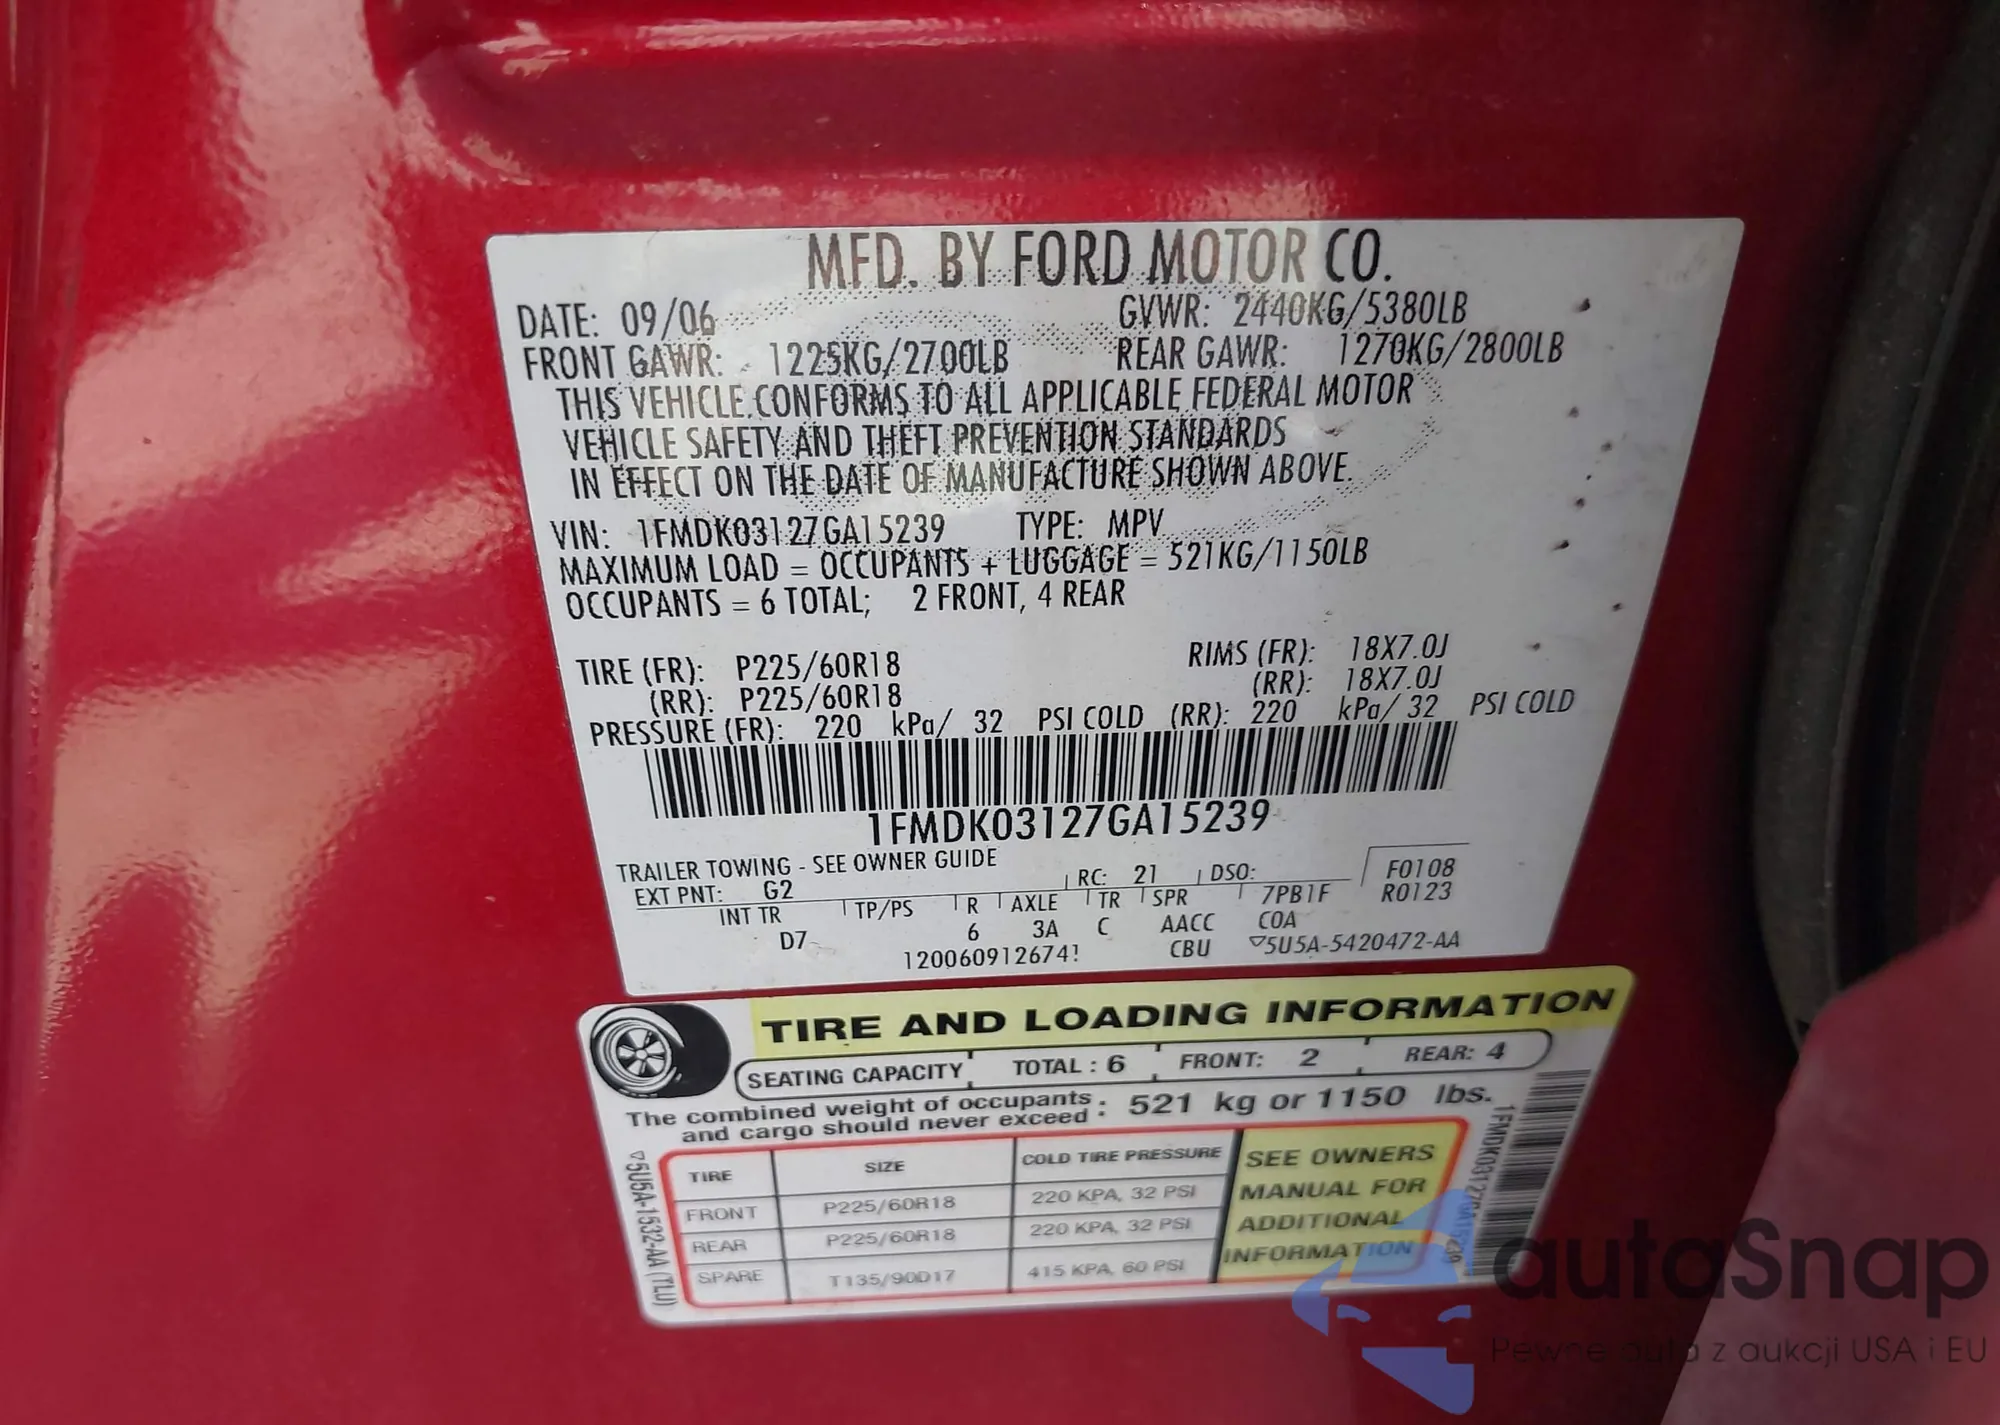 MFD. BY FORD MOTOR CO.
DATE: 09/06 GVWR: 2440KG/5380LB
FRONT GAWR: 1225KG/2700LB REAR GAWR: 1270KG/2800LB
THIS VEHICLE CONFORMS TO ALL APPLICABLE FEDERAL MOTOR
VEHICLE SAFETY AND THEFT PREVENTION STANDARDS
IN EFFECT ON THE DATE OF MANUFACTURE SHOWN ABOVE.
VIN: 1FMDK03127GA15239 TYPE: MPV
MAXIMUM LOAD = OCCUPANTS + LUGGAGE = 521KG/1150LB
OCCUPANTS = 6 TOTAL; 2 FRONT, 4 REAR
TIRE (FR): P225/60R18 RIMS (FR): 18X7.0J
(RR): P225/60R18 (RR): 18X7.0J
PRESSURE (FR): 220 kPa/ 32 PSI COLD (RR): 220 kPa/ 32 PSI COLD
1FMDK03127GA15239
TRAILER TOWING - SEE OWNER GUIDE
EXT PNT: G2 RC: 21 DSO: F0108
INT TR TP/PS R AXLE TR SPR 7PB1F R0123
D7 6 3A C AACC COA
1200609126741 CBU ▽5U5A-5420472-AA
TIRE AND LOADING INFORMATION
SEATING CAPACITY TOTAL : 6 FRONT: 2 REAR: 4
The combined weight of occupants
and cargo should never exceed : 521 kg or 1150 lbs.
TIRE SIZE COLD TIRE PRESSURE
FRONT P225/60R18 220 KPA, 32 PSI
REAR P225/60R18 220 KPA, 32 PSI
SPARE T135/90D17 415 KPA, 60 PSI
SEE OWNERS
MANUAL FOR
ADDITIONAL
INFORMATION
▽5U5A-1532-AA (TLU)
1FMDK03127GA15239
autaSnap
Pewne auta z aukcji USA i EU